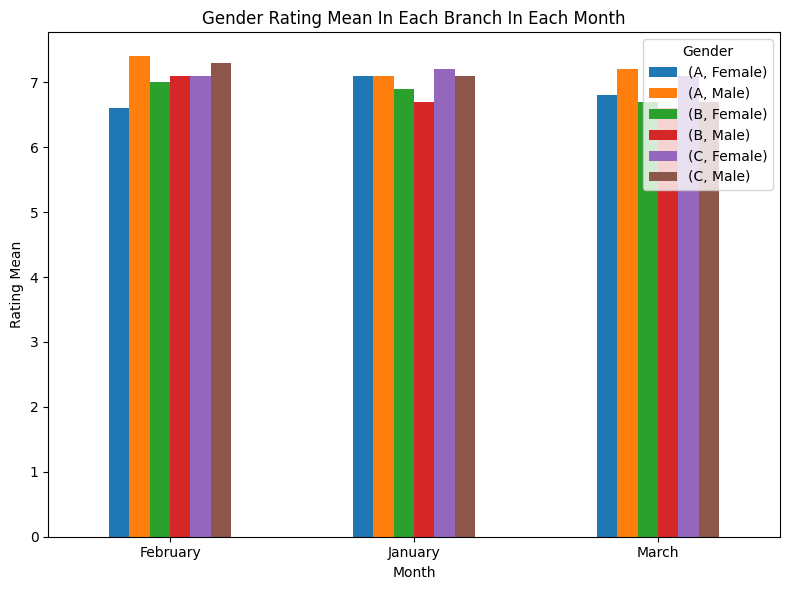 Gender Rating Mean In Each Branch In Each Month
Gender
(A, Female)
(A, Male)
(B, Female)
(B, Male)
(C, Female)
(C, Male)
Rating Mean
7
6
5
4
3
2
1
0
February January March
Month